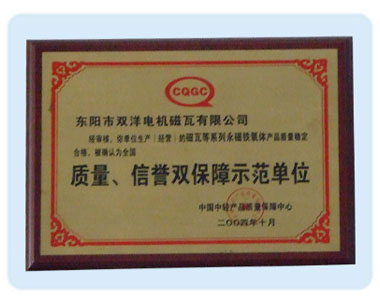 CQGC
东阳市双洋电机磁瓦有限公司
经审核、你单位生产（经营）的磁瓦等系列永磁铁氧体产品质量稳定
合格、被确认为全国
质量、信誉双保障示范单位
中国中轻产品质量保障中心
二〇〇四年十月